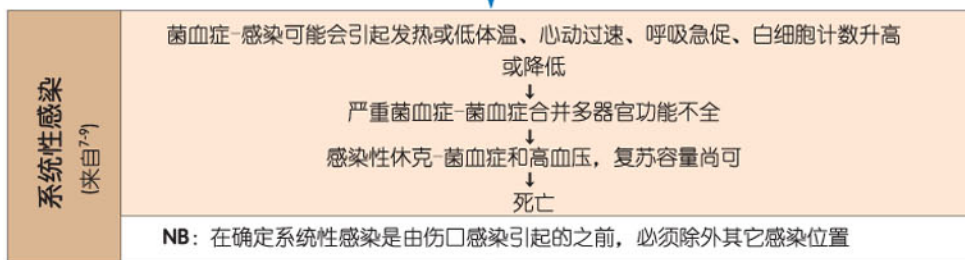 系统性感染
(来自7-9)
菌血症-感染可能会引起发热或低体温、心动过速、呼吸急促、白细胞计数升高
或降低
↓
严重菌血症-菌血症合并多器官功能不全
↓
感染性休克-菌血症和高血压，复苏容量尚可
↓
死亡
NB：在确定系统性感染是由伤口感染引起的之前，必须除外其它感染位置